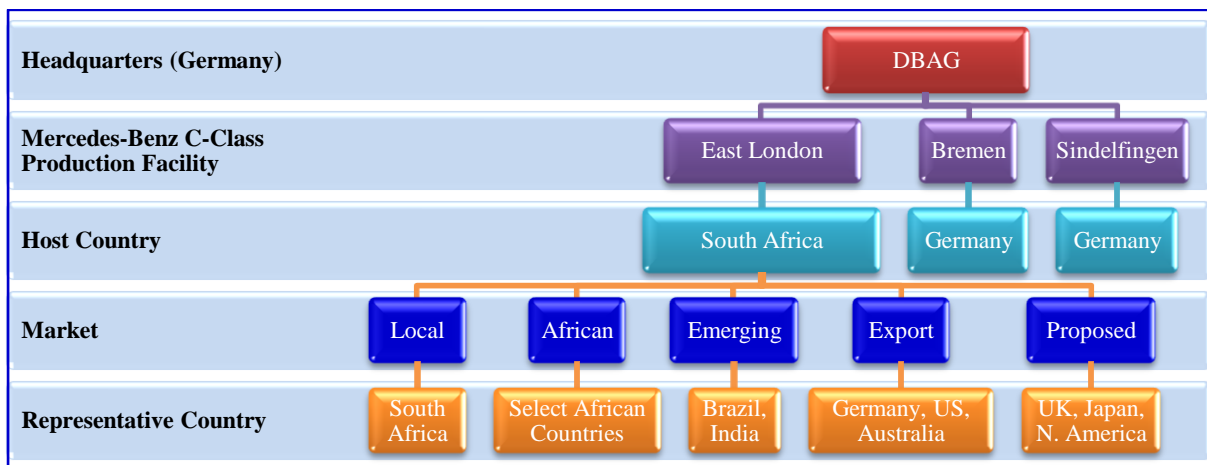 Headquarters (Germany)
DBAG
Mercedes-Benz C-Class
Production Facility
East London
Bremen
Sindelfingen
Host Country
South Africa
Germany
Germany
Market
Local
African
Emerging
Export
Proposed
Representative Country
South
Africa
Select African
Countries
Brazil,
India
Germany, US,
Australia
UK, Japan,
N. America